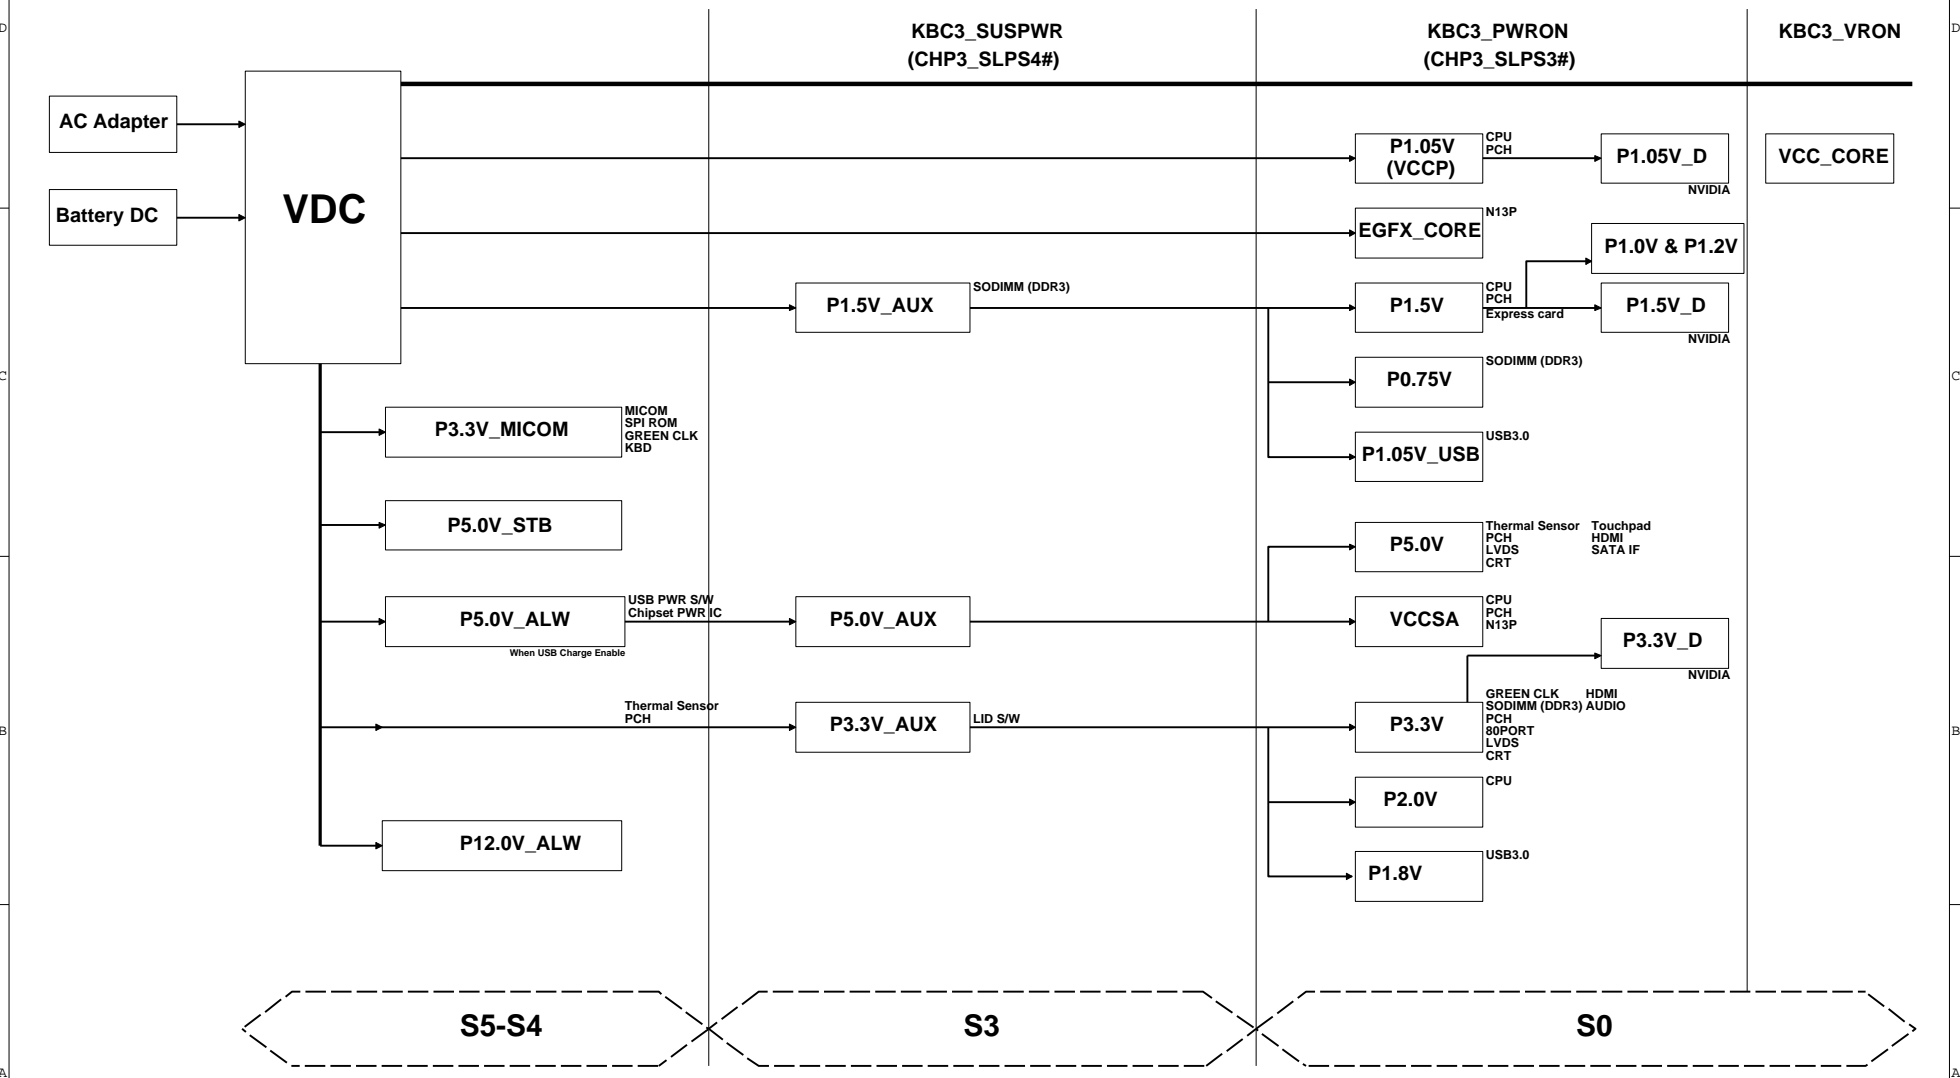 D
D
KBC3_SUSPWR
(CHP3_SLPS4#)
KBC3_PWRON
(CHP3_SLPS3#)
KBC3_VRON
AC Adapter
Battery DC
VDC
P1.05V
(VCCP)
CPU
PCH
P1.05V_D
NVIDIA
VCC_CORE
EGFX_CORE
N13P
P1.0V & P1.2V
P1.5V_AUX
SODIMM (DDR3)
P1.5V
CPU
PCH
Express card
P1.5V_D
NVIDIA
C
C
P0.75V
SODIMM (DDR3)
P3.3V_MICOM
MICOM
SPI ROM
GREEN CLK
KBD
P1.05V_USB
USB3.0
P5.0V_STB
P5.0V
Thermal Sensor Touchpad
PCH HDMI
LVDS SATA IF
CRT
P5.0V_ALW
USB PWR S/W
Chipset PWR IC
When USB Charge Enable
P5.0V_AUX
VCCSA
CPU
PCH
N13P
P3.3V_D
NVIDIA
B
B
Thermal Sensor
PCH
P3.3V_AUX
LID S/W
P3.3V
GREEN CLK HDMI
SODIMM (DDR3) AUDIO
PCH
80PORT
LVDS
CRT
P2.0V
CPU
P12.0V_ALW
P1.8V
USB3.0
S5-S4
S3
S0
A
A